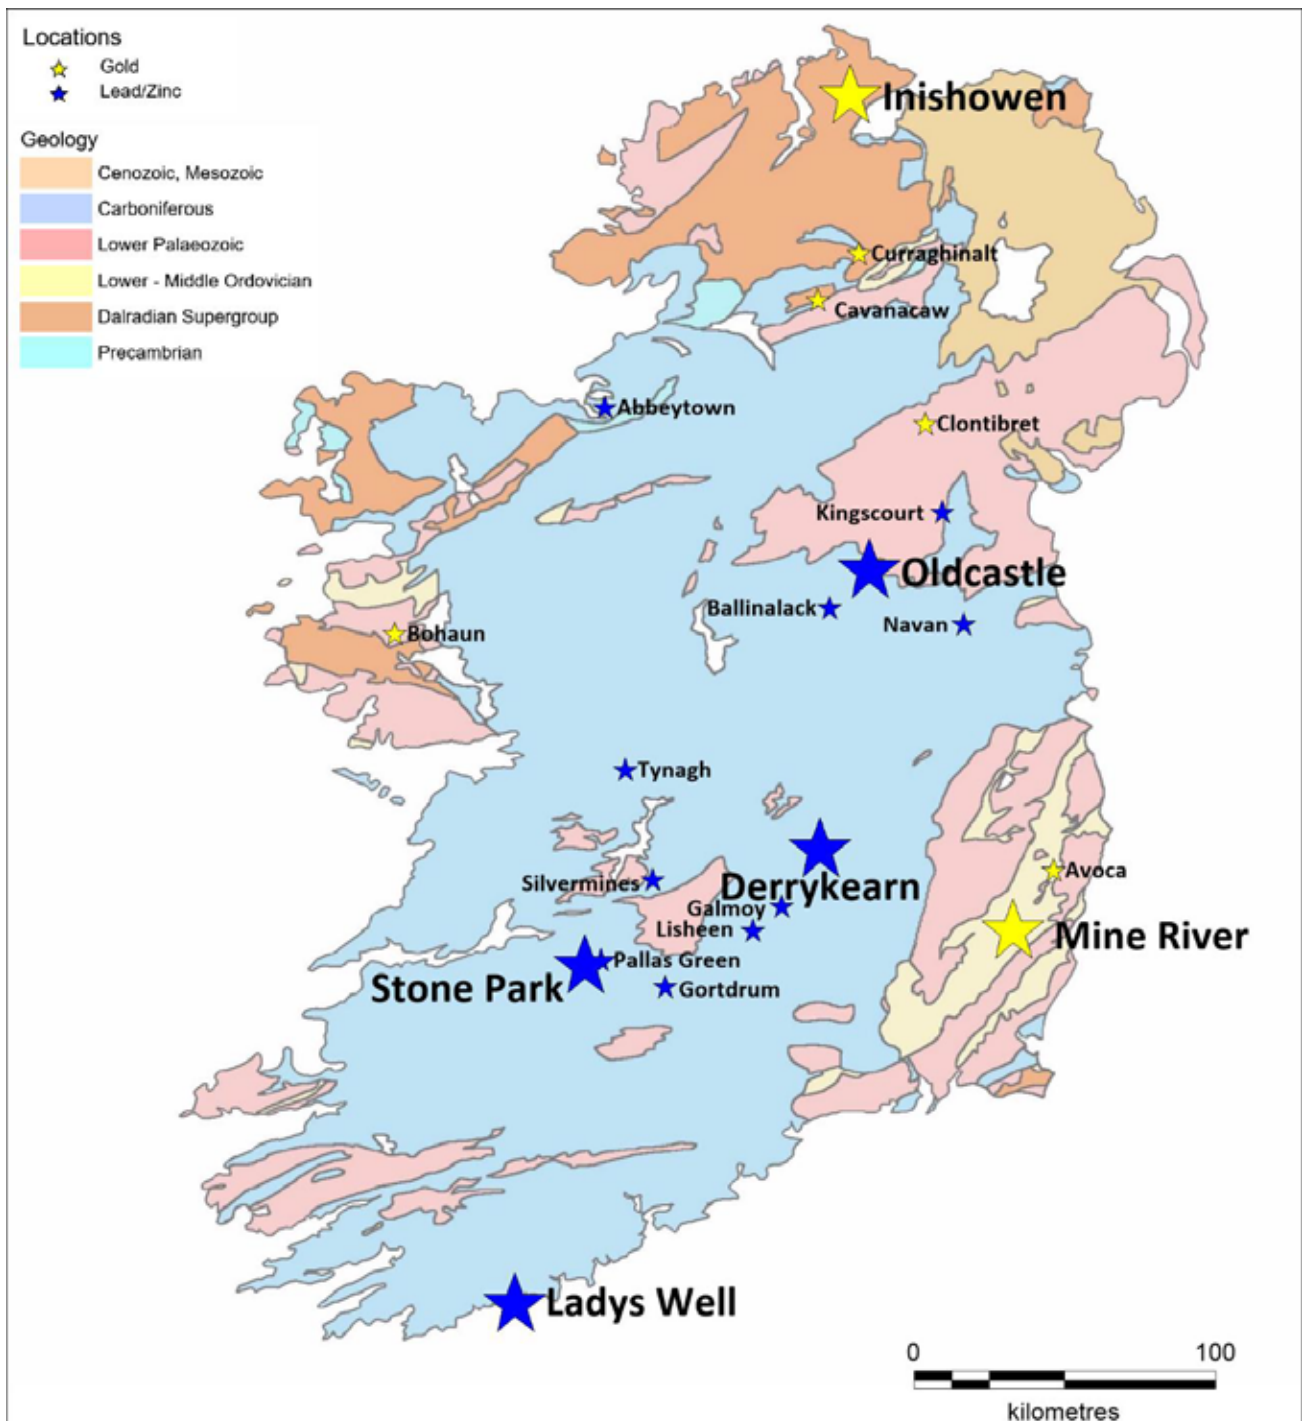 Locations
Gold
Lead/Zinc
Geology
Cenozoic, Mesozoic
Carboniferous
Lower Palaeozoic
Lower - Middle Ordovician
Dalradian Supergroup
Precambrian
Inishowen
Curraghinalt
Cavanacaw
Abbeytown
Clontibret
Kingscourt
Oldcastle
Ballinalack
Navan
Bohaun
Tynagh
Derrykearn
Avoca
Silvermines
Galmoy
Lisheen
Mine River
Pallas Green
Stone Park
Gortdrum
Ladys Well
0 100
kilometres